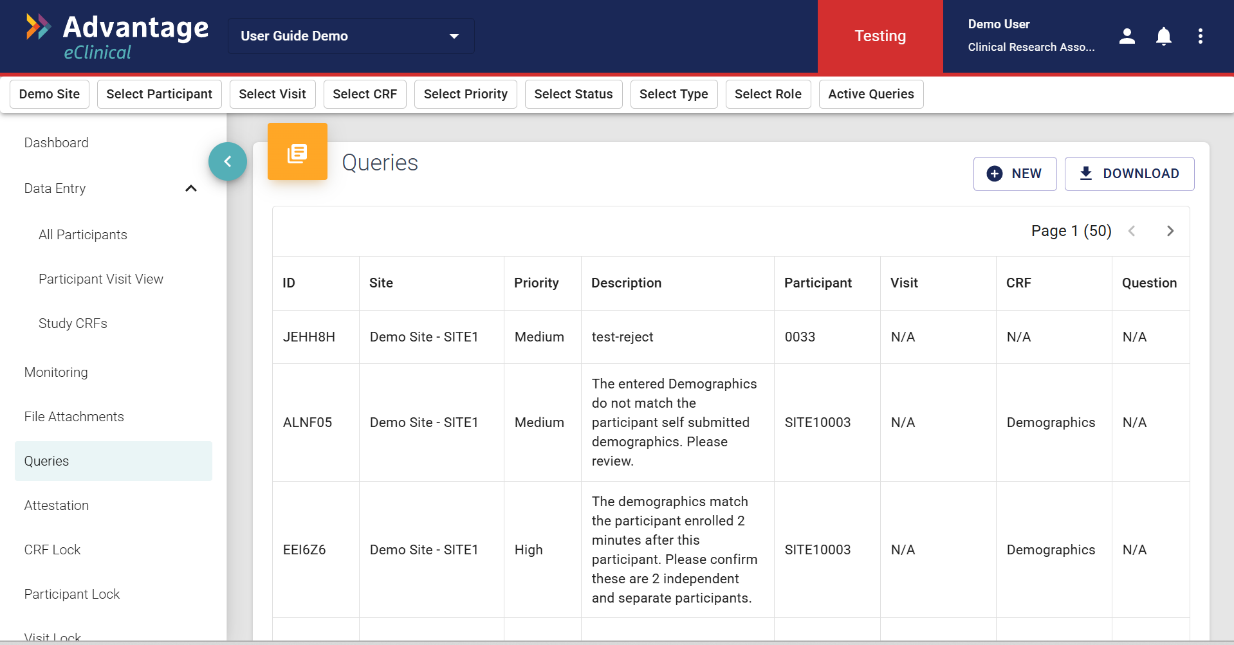 Advantage
eClinical
User Guide Demo
Testing
Demo User
Clinical Research Asso...
Demo Site
Select Participant
Select Visit
Select CRF
Select Priority
Select Status
Select Type
Select Role
Active Queries
Dashboard
Data Entry
All Participants
Participant Visit View
Study CRFs
Monitoring
File Attachments
Queries
Attestation
CRF Lock
Participant Lock
Visit Lock
Queries
NEW
DOWNLOAD
Page 1 (50)
ID Site Priority Description Participant Visit CRF Question
JEHH8H Demo Site - SITE1 Medium test-reject 0033 N/A N/A N/A
The entered Demographics
do not match the
ALNF05 Demo Site - SITE1 Medium participant self submitted SITE10003 N/A Demographics N/A
demographics. Please
review.
The demographics match
the participant enrolled 2
minutes after this
EEI6Z6 Demo Site - SITE1 High participant. Please confirm SITE10003 N/A Demographics N/A
these are 2 independent
and separate participants.